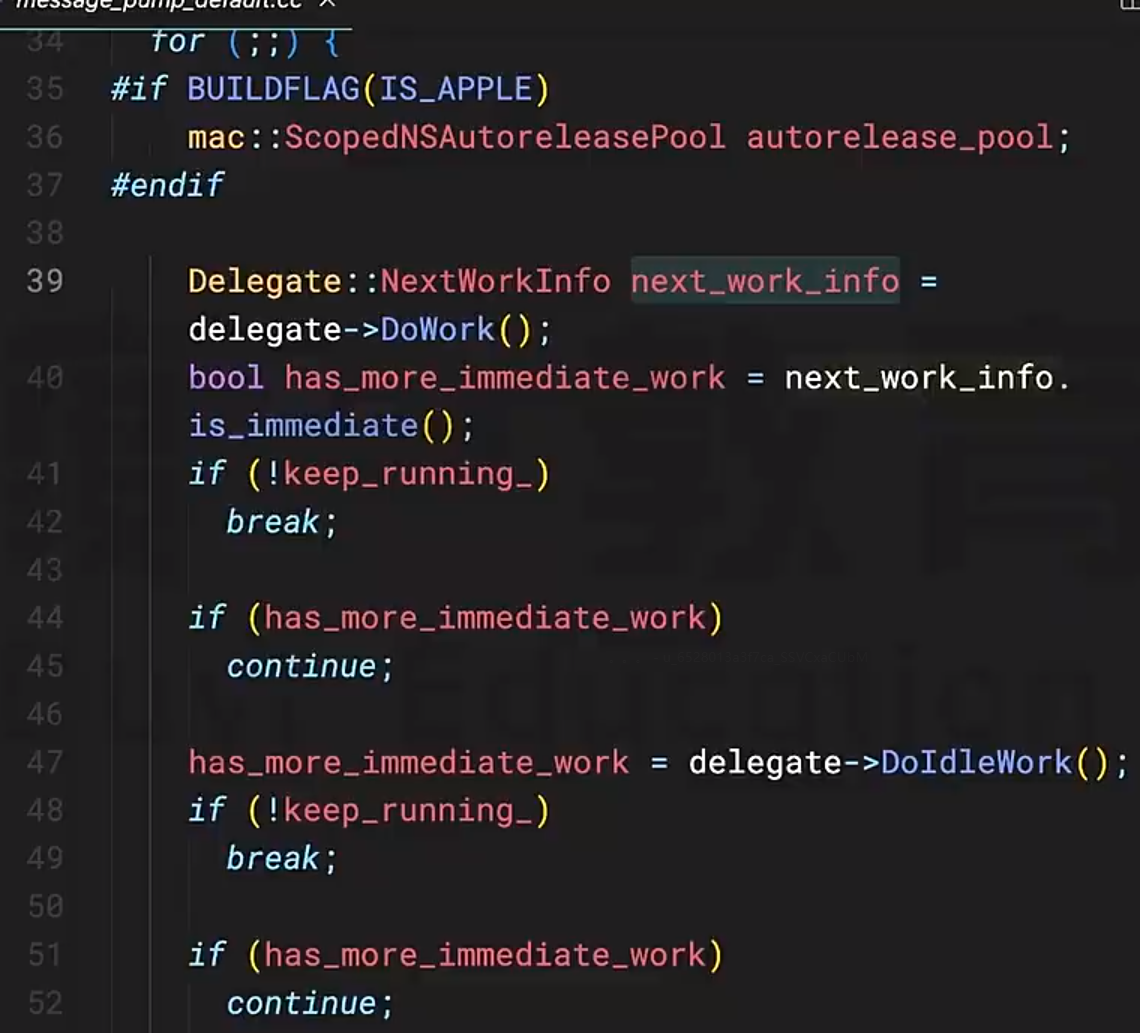 message_pump_default.cc ×
34 for (;;) {
35 #if BUILDFLAG(IS_APPLE)
36 mac::ScopedNSAutoreleasePool autorelease_pool;
37 #endif
38
39 Delegate::NextWorkInfo next_work_info =
delegate->DoWork();
40 bool has_more_immediate_work = next_work_info.
is_immediate();
41 if (!keep_running_)
42 break;
43
44 if (has_more_immediate_work)
45 continue;
46
47 has_more_immediate_work = delegate->DoIdleWork();
48 if (!keep_running_)
49 break;
50
51 if (has_more_immediate_work)
52 continue;
Education